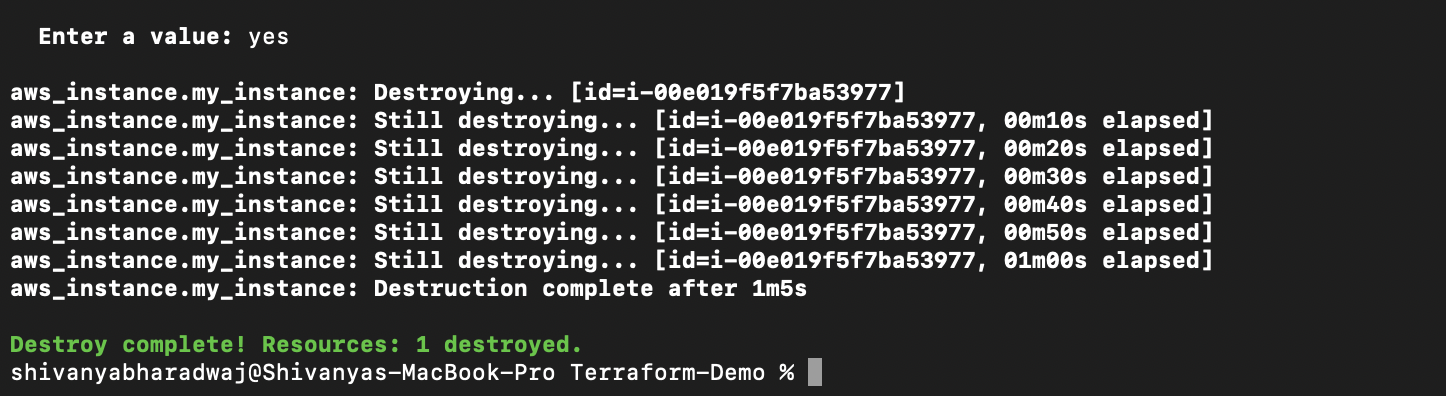 Enter a value: yes
aws_instance.my_instance: Destroying... [id=i-00e019f5f7ba53977]
aws_instance.my_instance: Still destroying... [id=i-00e019f5f7ba53977, 00m10s elapsed]
aws_instance.my_instance: Still destroying... [id=i-00e019f5f7ba53977, 00m20s elapsed]
aws_instance.my_instance: Still destroying... [id=i-00e019f5f7ba53977, 00m30s elapsed]
aws_instance.my_instance: Still destroying... [id=i-00e019f5f7ba53977, 00m40s elapsed]
aws_instance.my_instance: Still destroying... [id=i-00e019f5f7ba53977, 00m50s elapsed]
aws_instance.my_instance: Still destroying... [id=i-00e019f5f7ba53977, 01m00s elapsed]
aws_instance.my_instance: Destruction complete after 1m5s
Destroy complete! Resources: 1 destroyed.
shivanyabharadwaj@Shivanyas-MacBook-Pro Terraform-Demo %